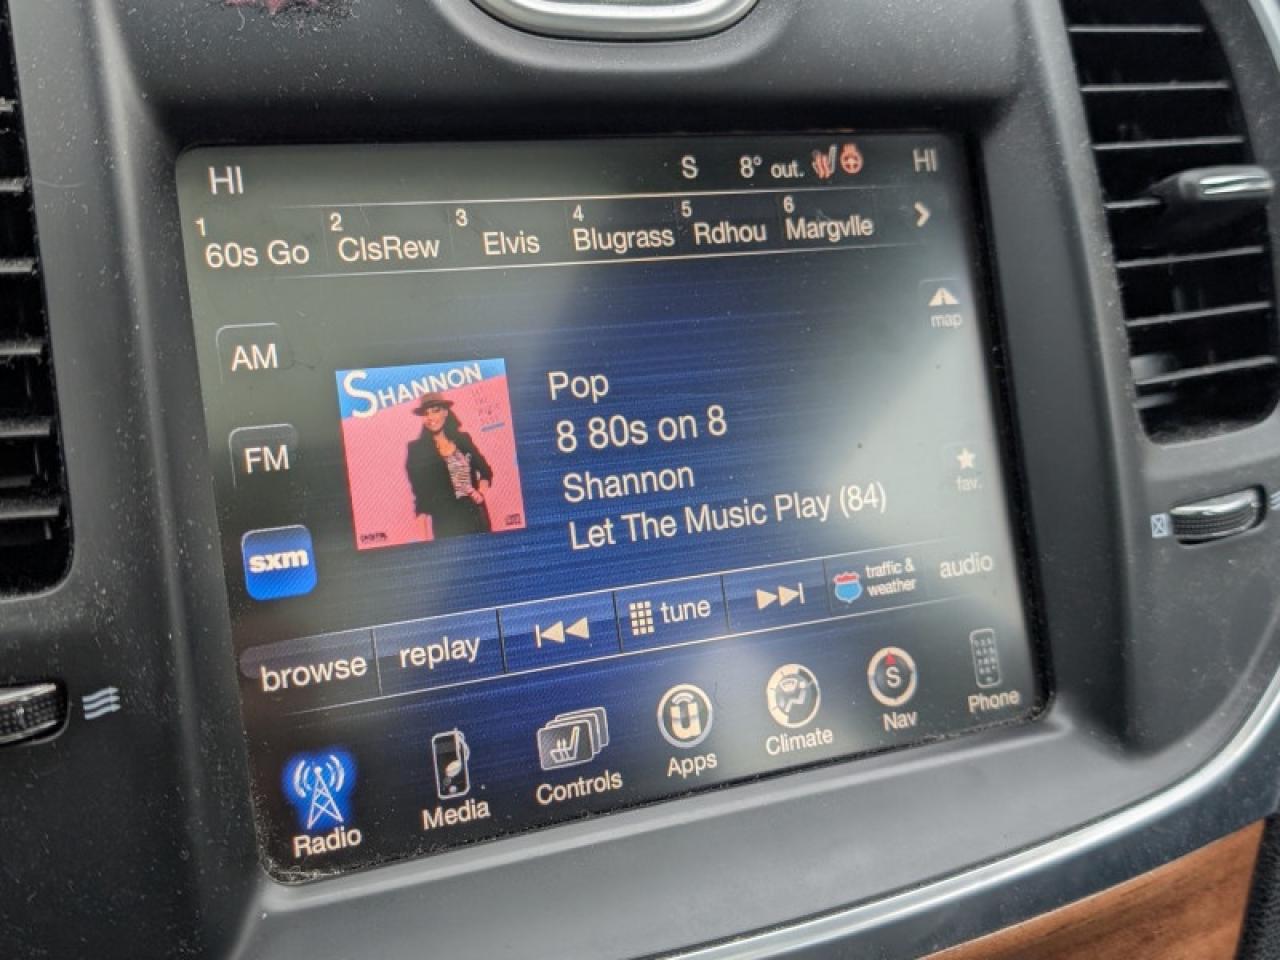 HI S 8° out. HI
1 2 3 4 5 6
60s Go ClsRew Elvis Blugrass Rdhou Margvlle
map
AM
SHANNON
Pop
8 80s on 8
FM
Shannon
fav.
Let The Music Play (84)
sxm
DIGITAL
browse replay tune traffic & weather audio
Radio Media Controls Apps Climate S Nav Phone